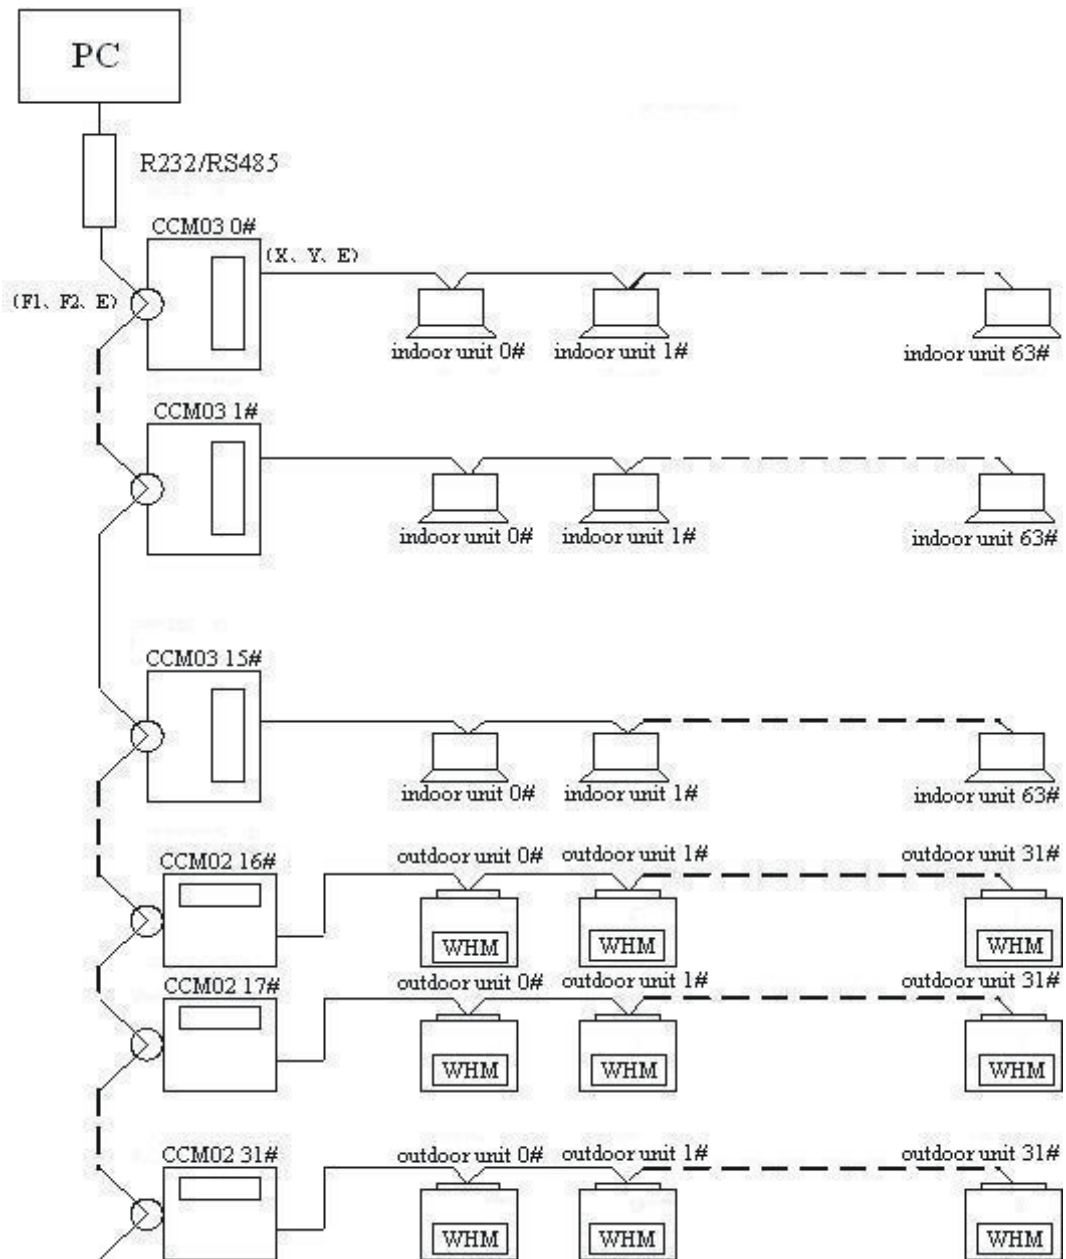 PC
R232/RS485
CCM03 0#
(X、Y、E)
(F1、F2、E)
indoor unit 0# indoor unit 1# indoor unit 63#
CCM03 1#
indoor unit 0# indoor unit 1# indoor unit 63#
CCM03 15#
indoor unit 0# indoor unit 1# indoor unit 63#
CCM02 16# outdoor unit 0# outdoor unit 1# outdoor unit 31#
WHM WHM WHM
CCM02 17# outdoor unit 0# outdoor unit 1# outdoor unit 31#
WHM WHM WHM
CCM02 31# outdoor unit 0# outdoor unit 1# outdoor unit 31#
WHM WHM WHM